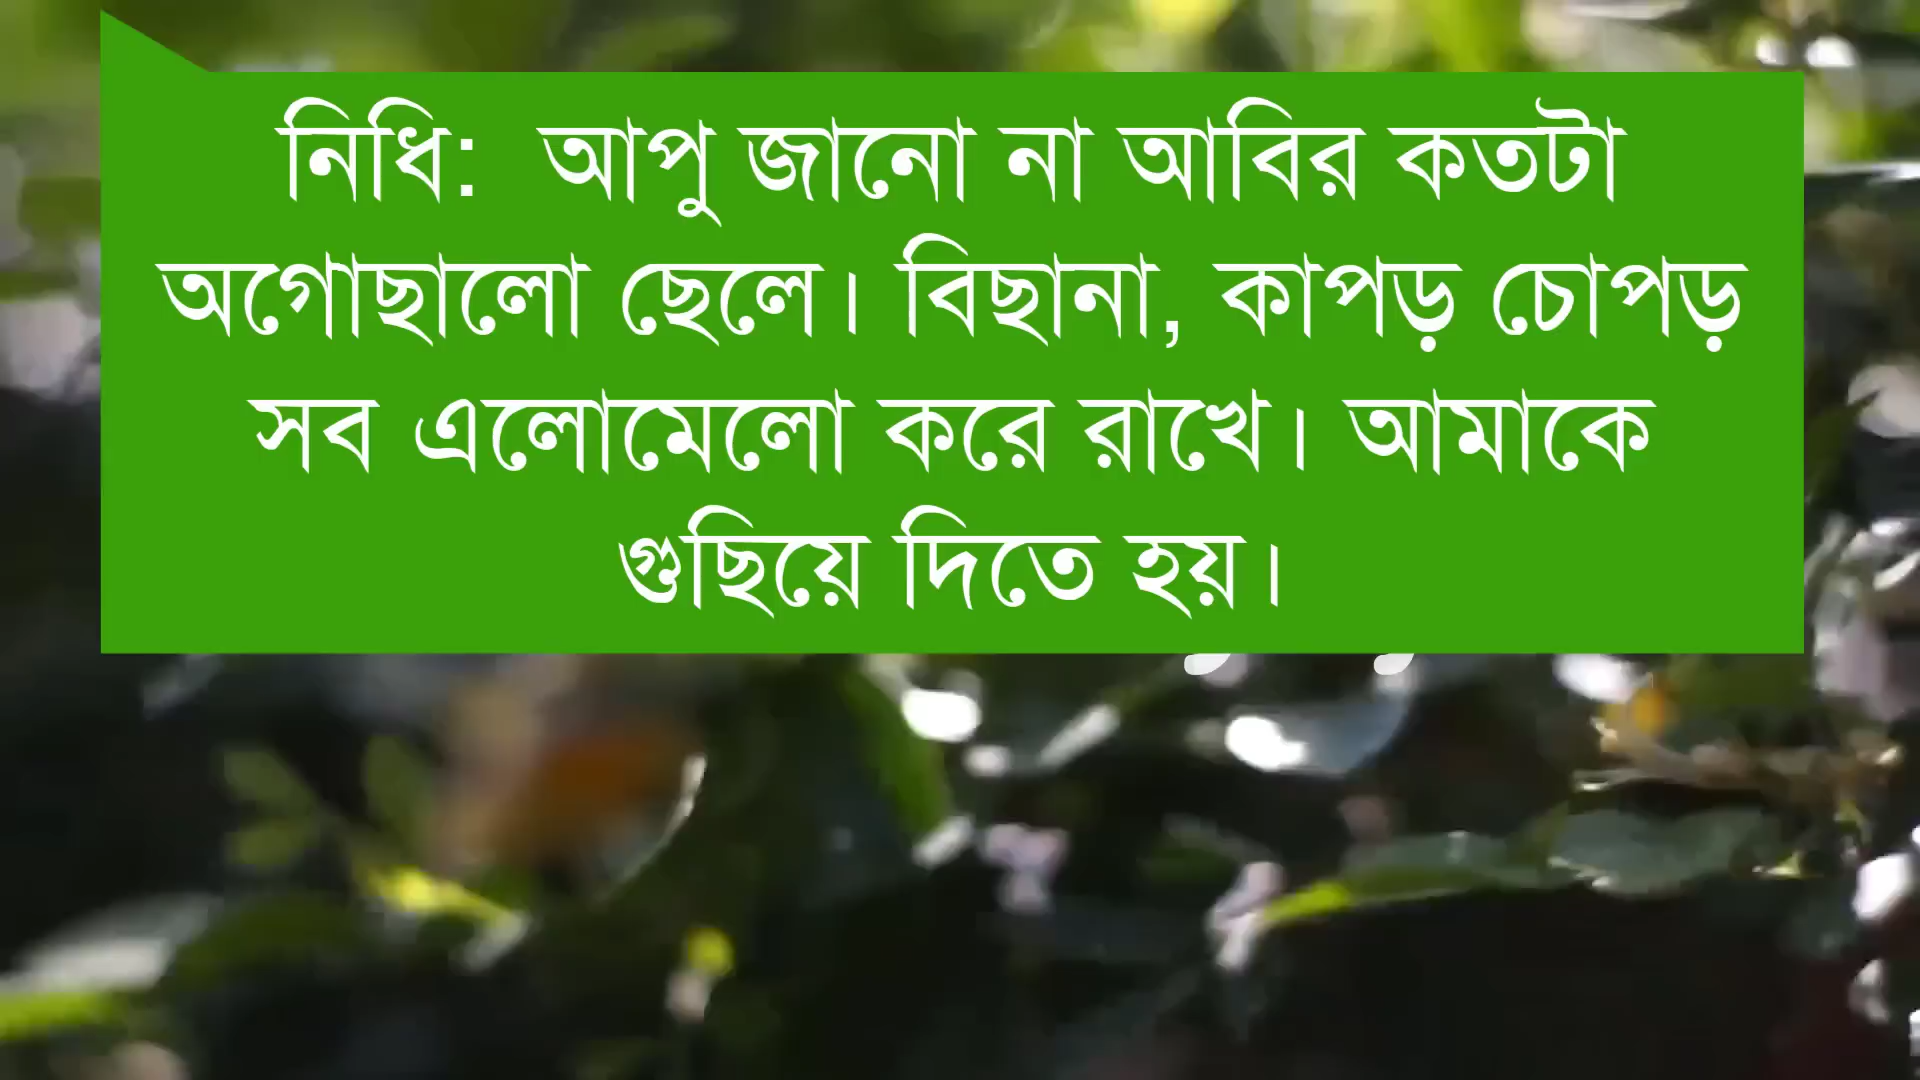 নিধি: আপু জানো না আবির কতটা
অগোছালো ছেলে। বিছানা, কাপড় চোপড়
সব এলোমেলো করে রাখে। আমাকে
গুছিয়ে দিতে হয়।